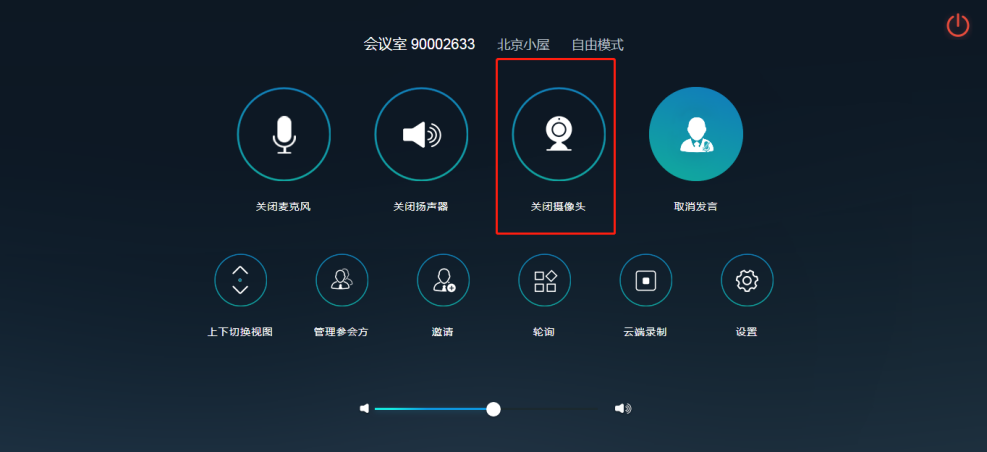 会议室 90002633 北京小屋 自由模式
关闭麦克风 关闭扬声器 关闭摄像头 取消发言
上下切换视图 管理参会方 邀请 轮询 云端录制 设置